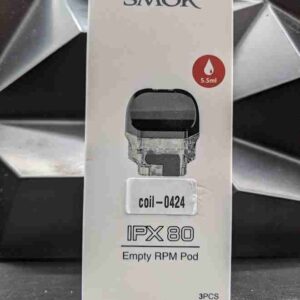 SMOK
5.5ml
coil-0424
IPX 80
Empty RPM Pod
3PCS